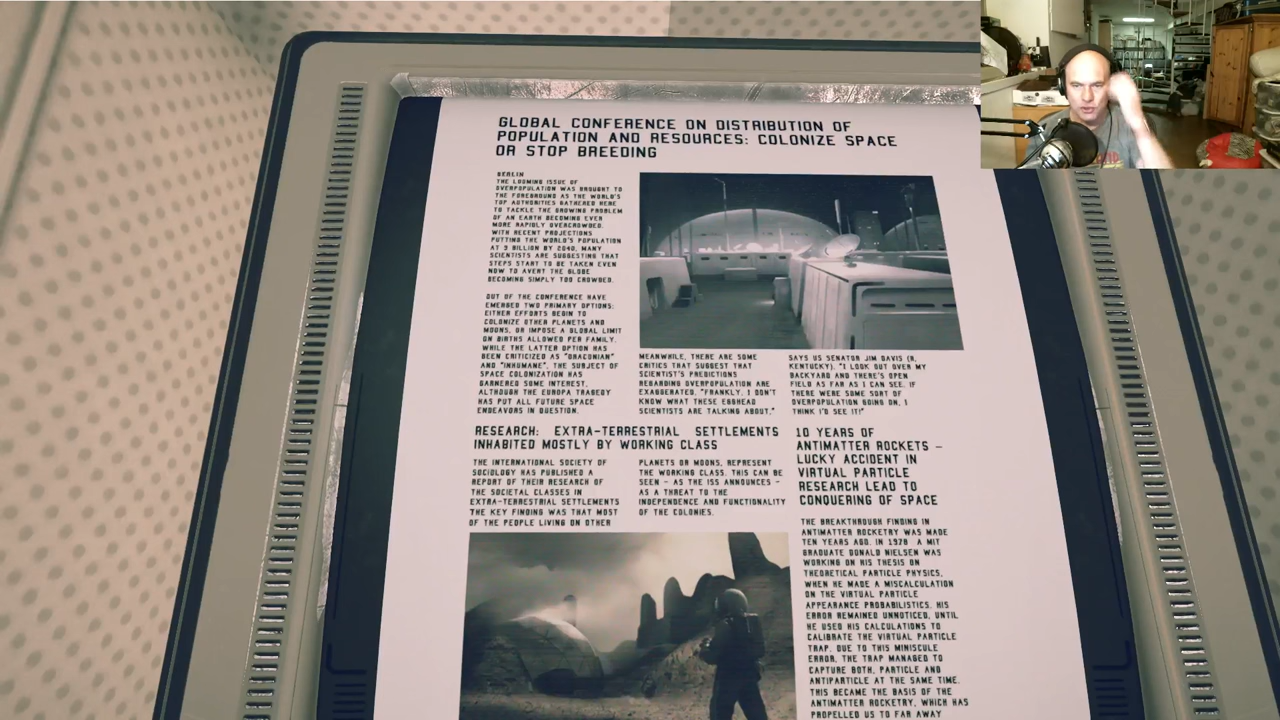 GLOBAL CONFERENCE ON DISTRIBUTION OF
POPULATION AND RESOURCES: COLONIZE SPACE
OR STOP BREEDING
BERLIN
THE LOOMING ISSUE OF
OVERPOPULATION WAS BROUGHT TO
THE FOREGROUND AS THE WORLD'S
TOP AUTHORITIES GATHERED HERE
TO TACKLE THE GROWING PROBLEM
OF AN EARTH BECOMING EVER
MORE RAPIDLY OVERCROWDED.
WITH RECENT PROJECTIONS
PUTTING THE WORLD'S POPULATION
AT 9 BILLION BY 2040, MANY
SCIENTISTS ARE SUGGESTING THAT
STEPS START TO BE TAKEN EVEN
NOW TO AVERT THE GLOBE
BECOMING SIMPLY TOO CROWDED.
OUT OF THE CONFERENCE HAVE
EMERGED TWO PRIMARY OPTIONS:
EITHER EFFORTS BEGIN TO
COLONIZE OTHER PLANETS AND
MOONS, OR IMPOSE A GLOBAL LIMIT
ON BIRTHS ALLOWED PER FAMILY.
WHILE THE LATTER OPTION HAS
BEEN CRITICIZED AS "DRACONIAN"
AND "INHUMANE", THE SUBJECT OF
SPACE COLONIZATION HAS
GARNERED SOME INTEREST,
ALTHOUGH THE EUROPA TRAGEDY
HAS PUT ALL FUTURE SPACE
ENDEAVORS IN QUESTION.
MEANWHILE, THERE ARE SOME
CRITICS THAT SUGGEST THAT
SCIENTIST'S PREDICTIONS
REGARDING OVERPOPULATION ARE
EXAGGERATED. "FRANKLY, I DON'T
KNOW WHAT THESE EGGHEAD
SCIENTISTS ARE TALKING ABOUT."
SAYS US SENATOR JIM DAVIS (R,
KENTUCKY). "I LOOK OUT OVER MY
BACKYARD AND THERE'S OPEN
FIELD AS FAR AS I CAN SEE. IF
THERE WERE SOME SORT OF
OVERPOPULATION GOING ON, I
THINK I'D SEE IT!"
RESEARCH: EXTRA-TERRESTRIAL SETTLEMENTS
INHABITED MOSTLY BY WORKING CLASS
THE INTERNATIONAL SOCIETY OF
SOCIOLOGY HAS PUBLISHED A
REPORT OF THEIR RESEARCH OF
THE SOCIETAL CLASSES IN
EXTRA-TERRESTRIAL SETTLEMENTS
THE KEY FINDING WAS THAT MOST
OF THE PEOPLE LIVING ON OTHER
PLANETS OR MOONS, REPRESENT
THE WORKING CLASS. THIS CAN BE
SEEN - AS THE ISS ANNOUNCES -
AS A THREAT TO THE
INDEPENDENCE AND FUNCTIONALITY
OF THE COLONIES.
10 YEARS OF
ANTIMATTER ROCKETS -
LUCKY ACCIDENT IN
VIRTUAL PARTICLE
RESEARCH LEAD TO
CONQUERING OF SPACE
THE BREAKTHROUGH FINDING IN
ANTIMATTER ROCKETRY WAS MADE
TEN YEARS AGO. IN 1978 A MIT
GRADUATE DONALD NIELSEN WAS
WORKING ON HIS THESIS ON
THEORETICAL PARTICLE PHYSICS,
WHEN HE MADE A MISCALCULATION
ON THE VIRTUAL PARTICLE
APPEARANCE PROBABILISTICS. HIS
ERROR REMAINED UNNOTICED, UNTIL
HE USED HIS CALCULATIONS TO
CALIBRATE THE VIRTUAL PARTICLE
TRAP. DUE TO THIS MINISCULE
ERROR, THE TRAP MANAGED TO
CAPTURE BOTH, PARTICLE AND
ANTIPARTICLE AT THE SAME TIME.
THIS BECAME THE BASIS OF THE
ANTIMATTER ROCKETRY, WHICH HAS
PROPELLED US TO FAR AWAY